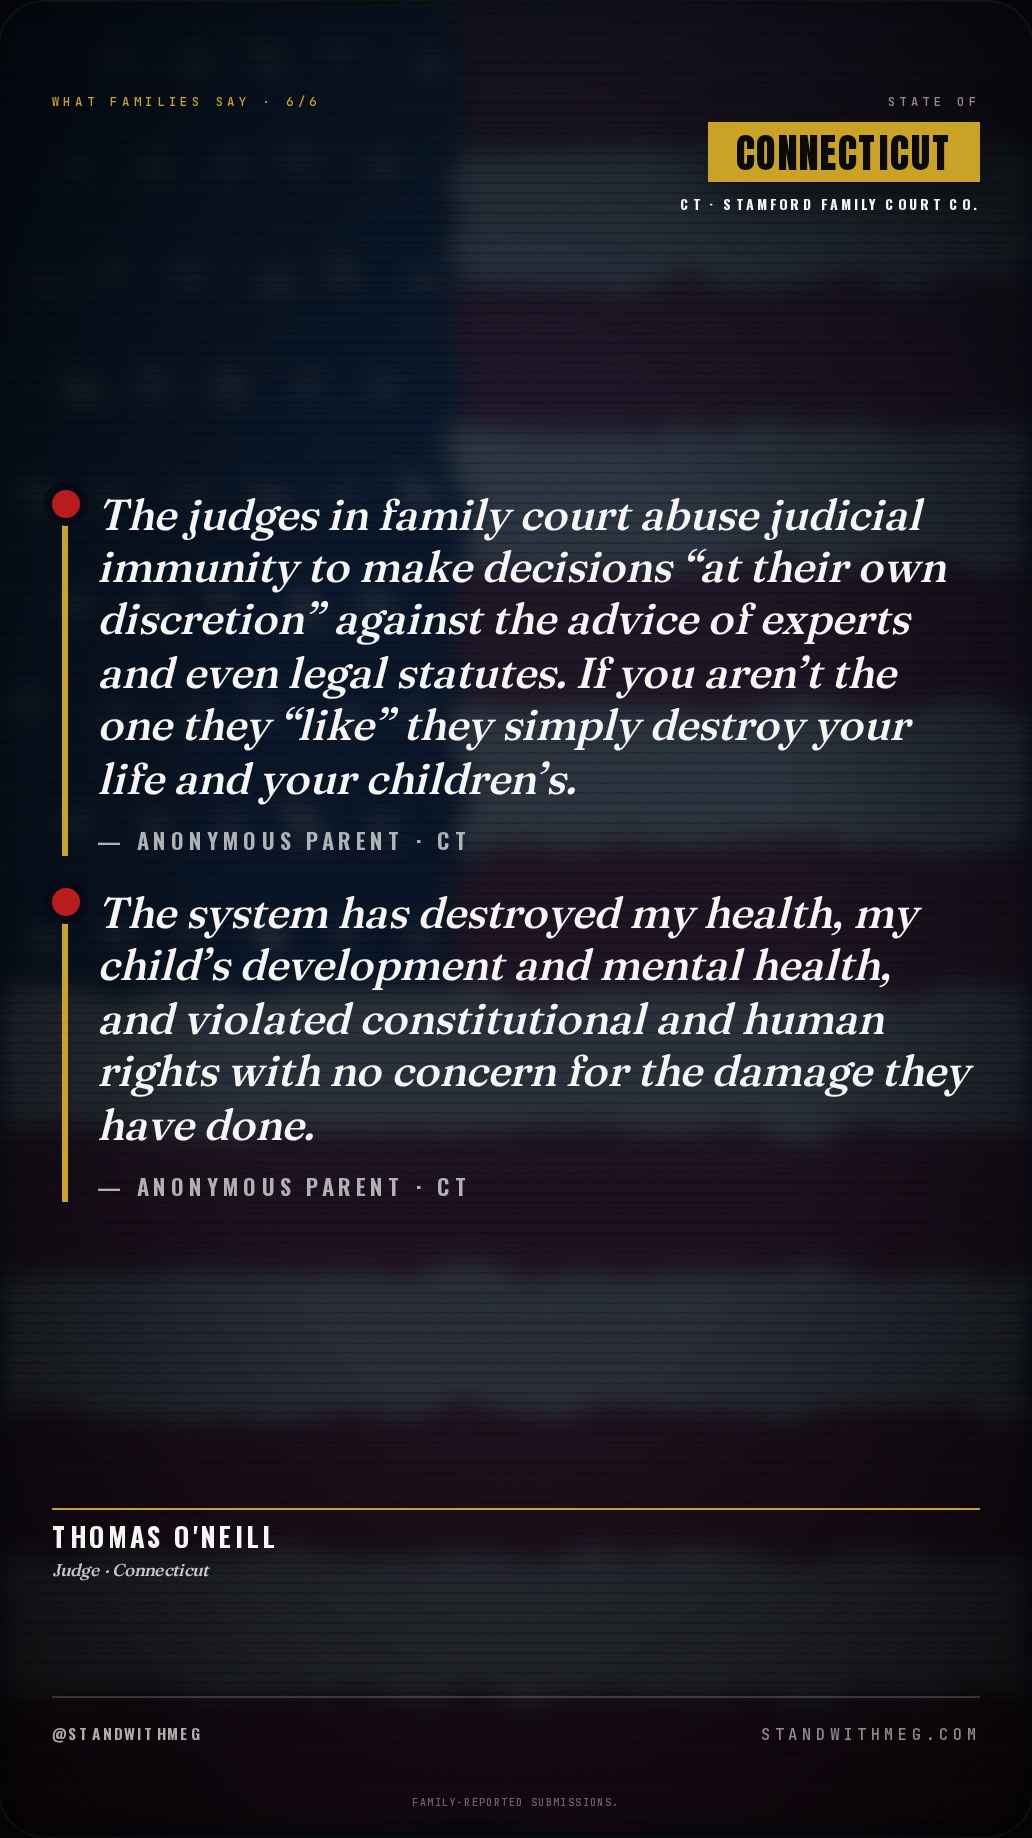 WHAT FAMILIES SAY · 6/6
STATE OF
CONNECTICUT
CT · STAMFORD FAMILY COURT CO.
The judges in family court abuse judicial
immunity to make decisions “at their own
discretion” against the advice of experts
and even legal statutes. If you aren’t the
one they “like” they simply destroy your
life and your children’s.
— ANONYMOUS PARENT · CT
The system has destroyed my health, my
child’s development and mental health,
and violated constitutional and human
rights with no concern for the damage they
have done.
— ANONYMOUS PARENT · CT
THOMAS O'NEILL
Judge · Connecticut
@STANDWITHMEG
STANDWITHMEG.COM
FAMILY-REPORTED SUBMISSIONS.